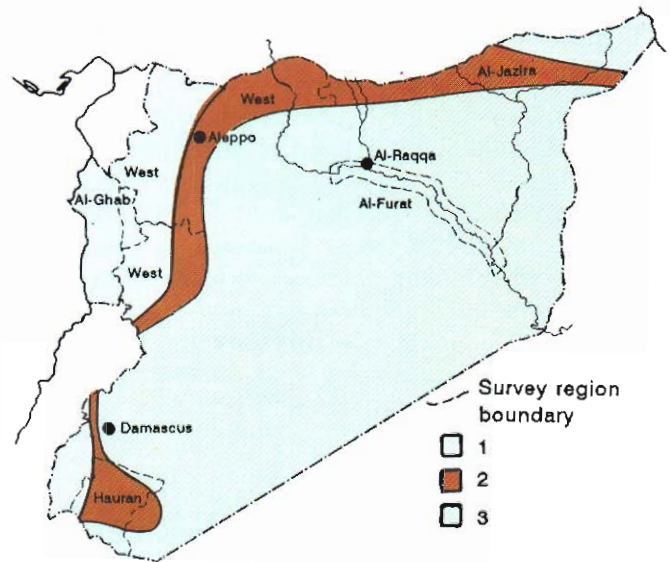 Al-Jazira
West
Aleppo
Al-Raqqa
West
Al-Ghab
Al-Furat
West
Survey region
boundary
1
2
3
Damascus
Hauran